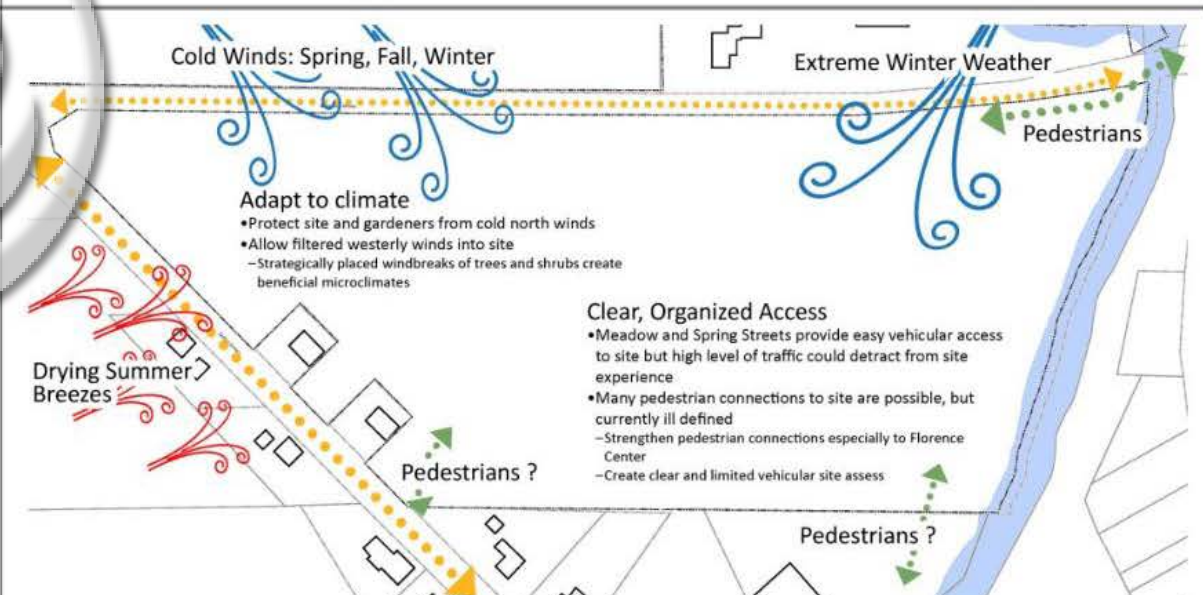 Cold Winds: Spring, Fall, Winter
Extreme Winter Weather
Pedestrians
Adapt to climate
•Protect site and gardeners from cold north winds
•Allow filtered westerly winds into site
–Strategically placed windbreaks of trees and shrubs create
beneficial microclimates
Clear, Organized Access
•Meadow and Spring Streets provide easy vehicular access
to site but high level of traffic could detract from site
experience
•Many pedestrian connections to site are possible, but
currently ill defined
–Strengthen pedestrian connections especially to Florence
Center
–Create clear and limited vehicular site assess
Drying Summer
Breezes
Pedestrians ?
Pedestrians ?